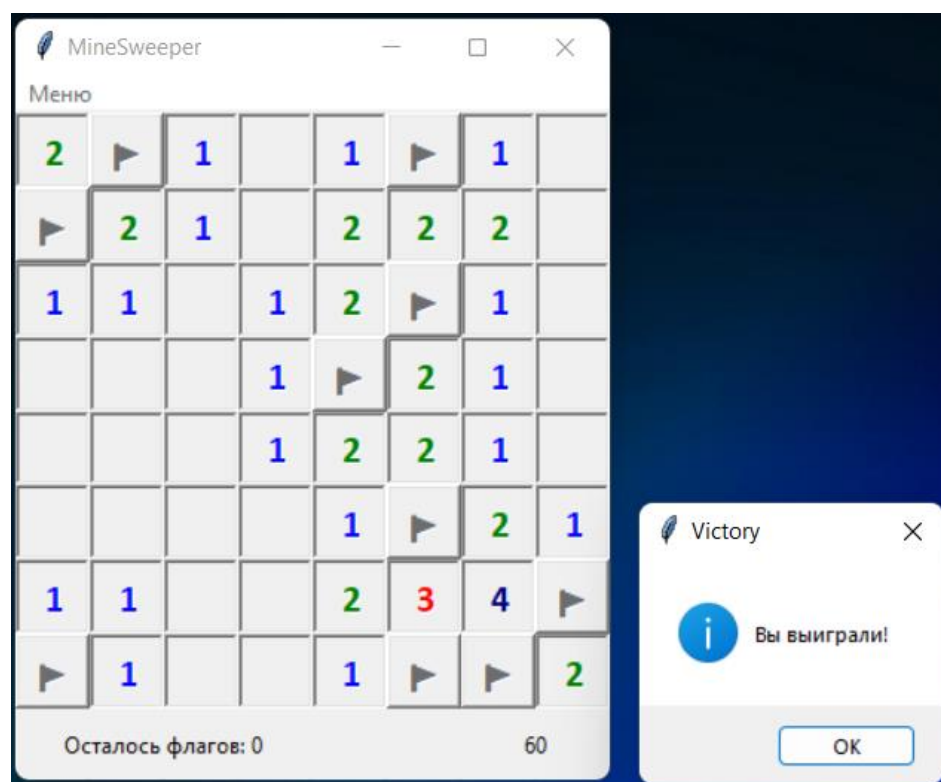 MineSweeper
Меню
2 1 1 1
2 1 2 2 2
1 1 1 2 1
1 2 1
1 2 2 1
1 2 1
1 1 2 3 4
1 1 2
Осталось флагов: 0 60
Victory
Вы выиграли!
OK